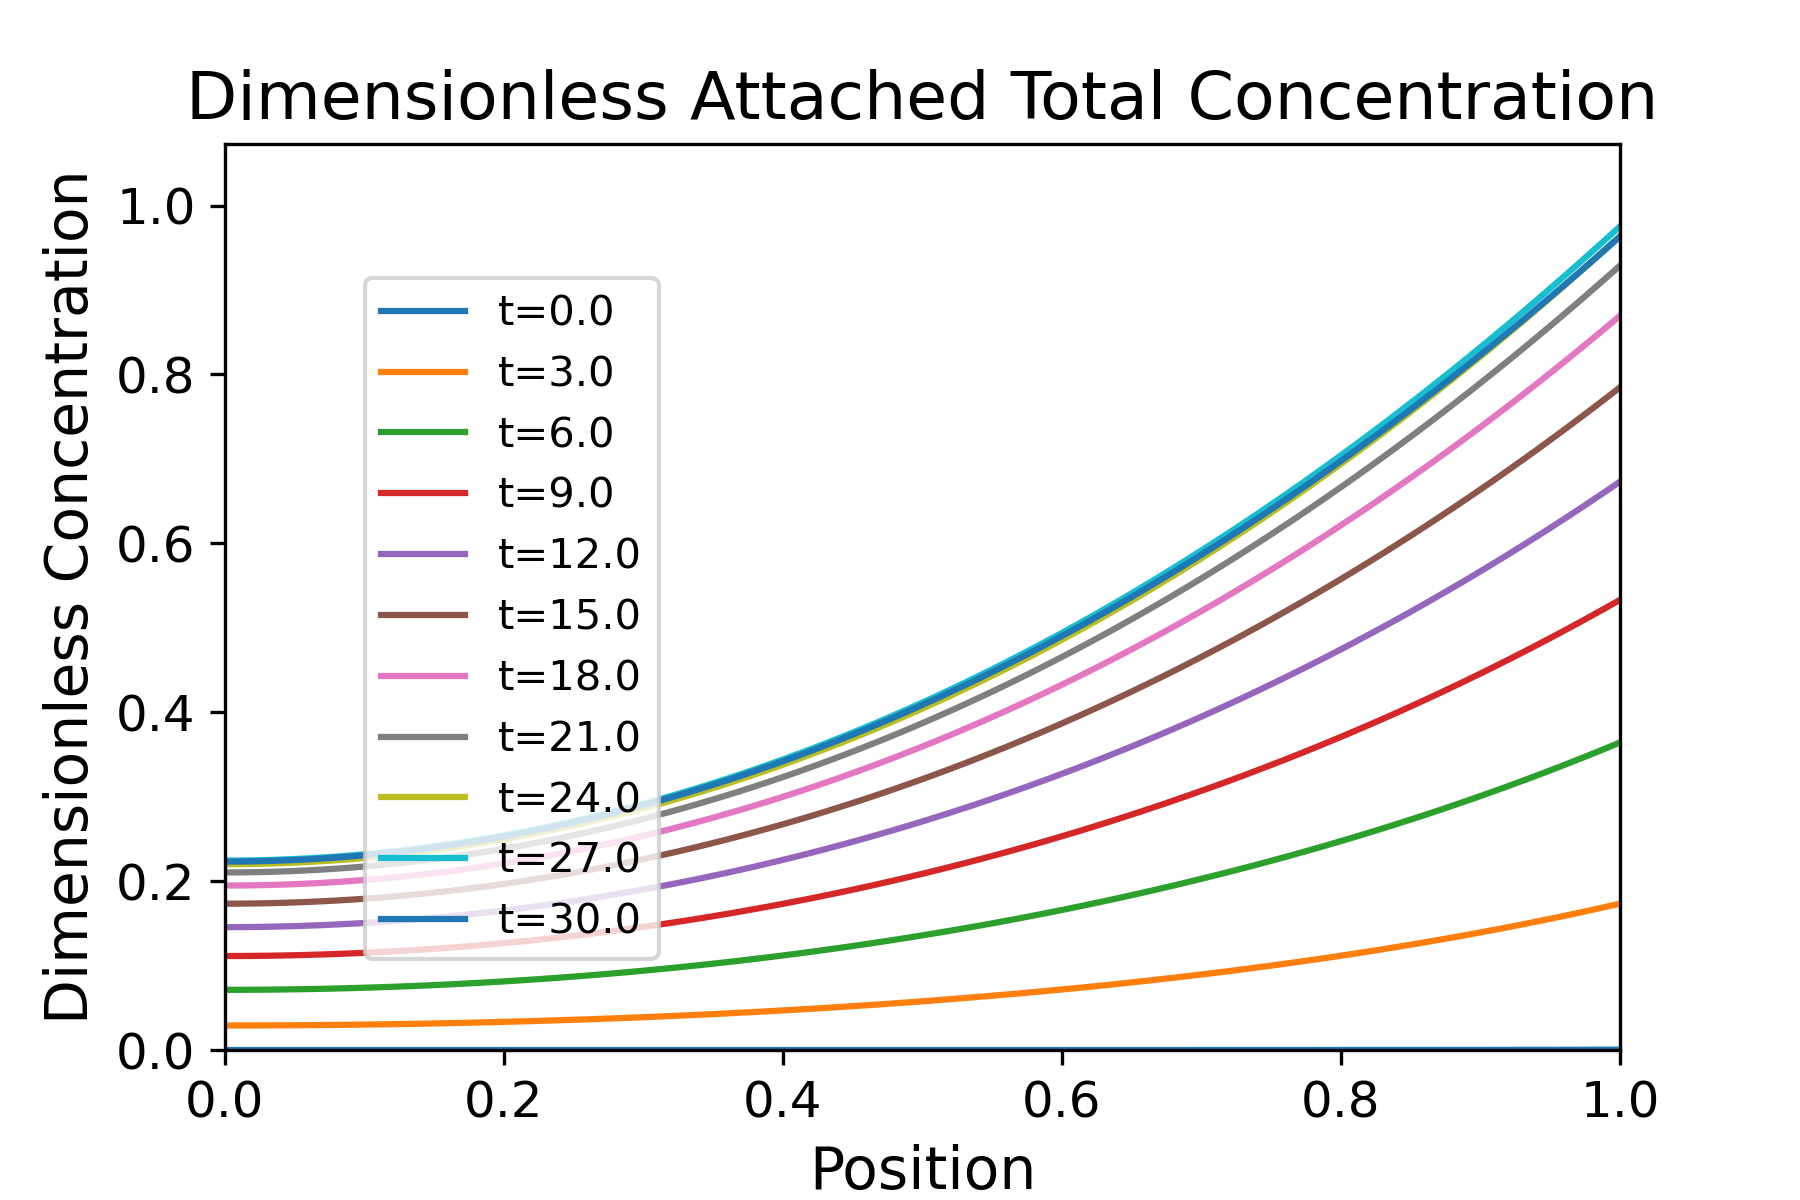 Dimensionless Attached Total Concentration
Dimensionless Concentration
1.0
0.8
0.6
0.4
0.2
0.0
t=0.0
t=3.0
t=6.0
t=9.0
t=12.0
t=15.0
t=18.0
t=21.0
t=24.0
t=27.0
t=30.0
0.0 0.2 0.4 0.6 0.8 1.0
Position